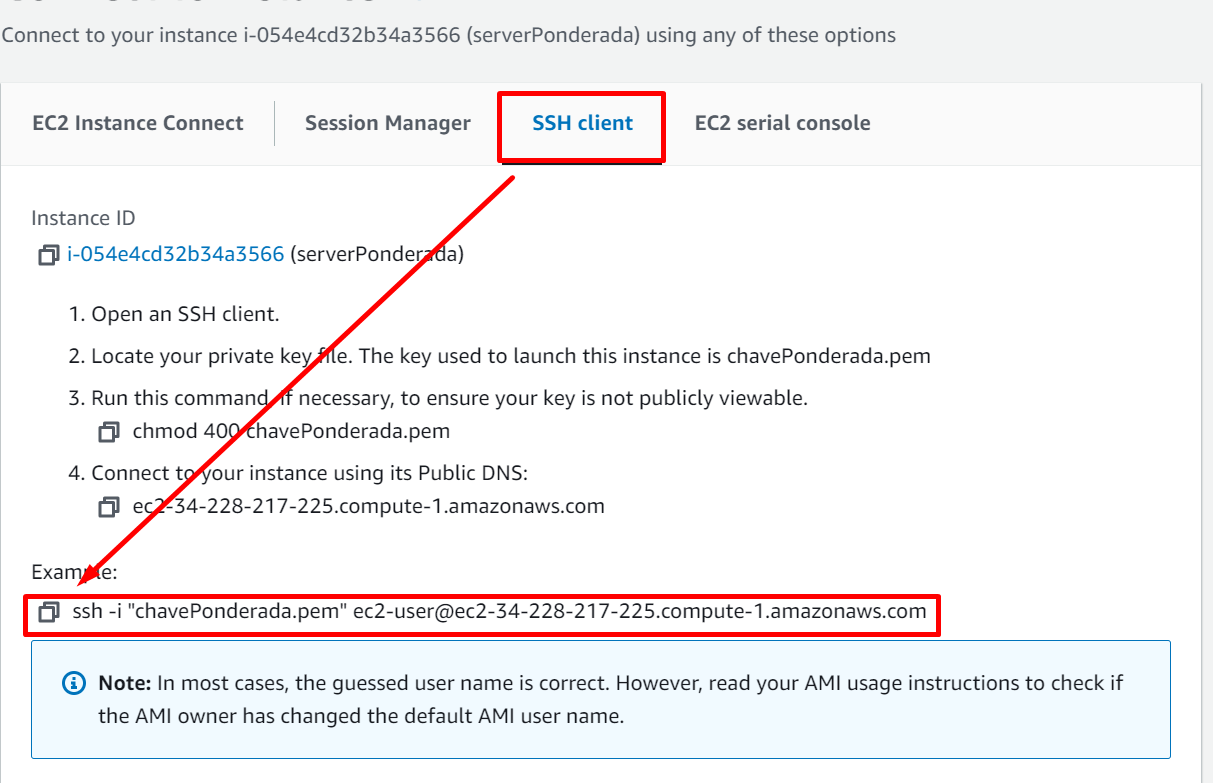 Connect to your instance i-054e4cd32b34a3566 (serverPonderada) using any of these options
EC2 Instance Connect
Session Manager
SSH client
EC2 serial console
Instance ID
i-054e4cd32b34a3566 (serverPonderada)
1. Open an SSH client.
2. Locate your private key file. The key used to launch this instance is chavePonderada.pem
3. Run this command, if necessary, to ensure your key is not publicly viewable.
chmod 400 chavePonderada.pem
4. Connect to your instance using its Public DNS:
ec2-34-228-217-225.compute-1.amazonaws.com
Example:
ssh -i "chavePonderada.pem" ec2-user@ec2-34-228-217-225.compute-1.amazonaws.com
Note: In most cases, the guessed user name is correct. However, read your AMI usage instructions to check if
the AMI owner has changed the default AMI user name.